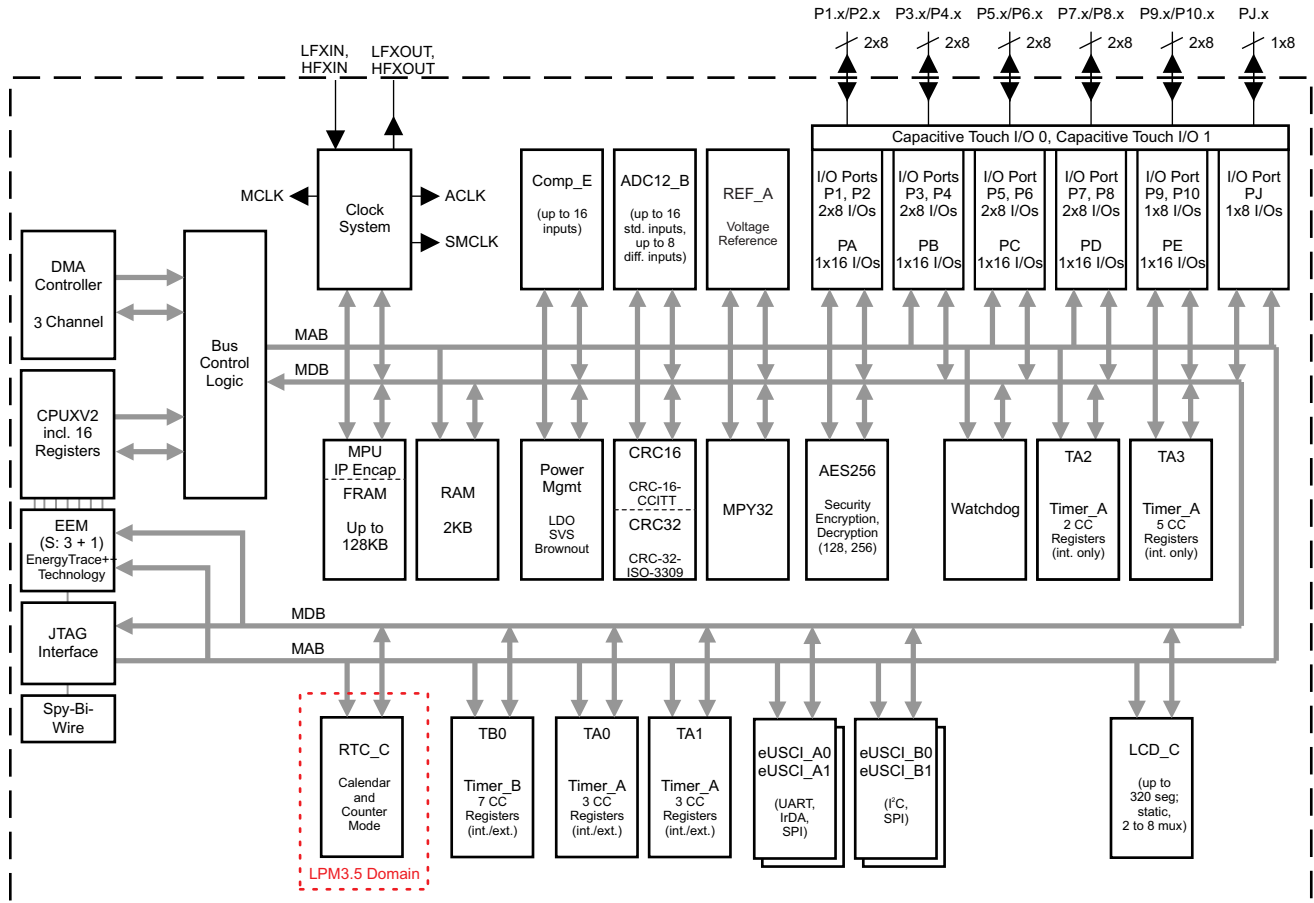 P1.x/P2.x
P3.x/P4.x
P5.x/P6.x
P7.x/P8.x
P9.x/P10.x
PJ.x
2x8
2x8
2x8
2x8
2x8
1x8
LFXIN,
HFXIN
LFXOUT,
HFXOUT
Capacitive Touch I/O 0, Capacitive Touch I/O 1
MCLK
Clock
System
ACLK
SMCLK
Comp_E
(up to 16
inputs)
ADC12_B
(up to 16
std. inputs,
up to 8
diff. inputs)
REF_A
Voltage
Reference
I/O Ports
P1, P2
2x8 I/Os
PA
1x16 I/Os
I/O Ports
P3, P4
2x8 I/Os
PB
1x16 I/Os
I/O Port
P5, P6
2x8 I/Os
PC
1x16 I/Os
I/O Port
P7, P8
2x8 I/Os
PD
1x16 I/Os
I/O Port
P9, P10
1x8 I/Os
PE
1x16 I/Os
I/O Port
PJ
1x8 I/Os
DMA
Controller
3 Channel
Bus
Control
Logic
MAB
MDB
CPUXV2
incl. 16
Registers
MPU
IP Encap
FRAM
Up to
128KB
RAM
2KB
Power
Mgmt
LDO
SVS
Brownout
CRC16
CRC-16-
CCITT
CRC32
CRC-32-
ISO-3309
MPY32
AES256
Security
Encryption,
Decryption
(128, 256)
Watchdog
TA2
Timer_A
2 CC
Registers
(int. only)
TA3
Timer_A
5 CC
Registers
(int. only)
EEM
(S: 3 + 1)
EnergyTrace++
Technology
MDB
MAB
JTAG
Interface
Spy-Bi-
Wire
RTC_C
Calendar
and
Counter
Mode
LPM3.5 Domain
TB0
Timer_B
7 CC
Registers
(int./ext.)
TA0
Timer_A
3 CC
Registers
(int./ext.)
TA1
Timer_A
3 CC
Registers
(int./ext.)
eUSCI_A0
eUSCI_A1
(UART,
IrDA,
SPI)
eUSCI_B0
eUSCI_B1
(I²C,
SPI)
LCD_C
(up to
320 seg;
static,
2 to 8 mux)